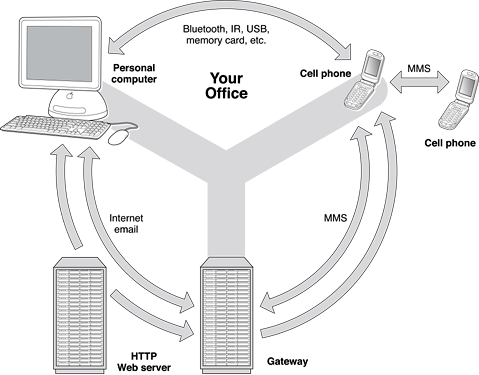 Bluetooth, IR, USB,
memory card, etc.
Personal
computer
Your
Office
Cell phone
MMS
Cell phone
Internet
email
MMS
HTTP
Web server
Gateway